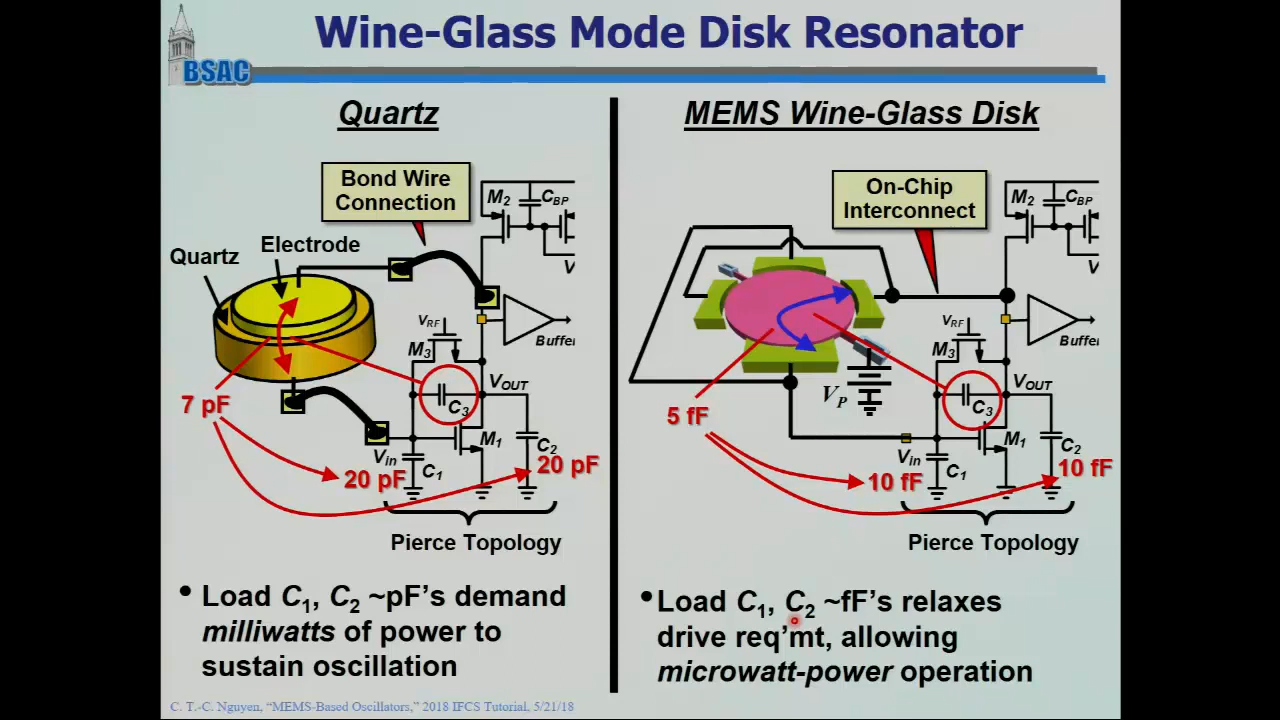 Wine-Glass Mode Disk Resonator
BSAC
Quartz
Bond Wire
Connection
M2
CBP
Electrode
Quartz
V
VRF
Buffer
M3
VOUT
7 pF
C3
M1
C2
Vin
20 pF
20 pF
C1
Pierce Topology
• Load C1, C2 ~pF's demand
milliwatts of power to
sustain oscillation
MEMS Wine-Glass Disk
On-Chip
Interconnect
M2
CBP
V
VRF
Buffer
M3
VOUT
VP
5 fF
C3
M1
C2
Vin
10 fF
10 fF
C1
Pierce Topology
• Load C1, C2 ~fF's relaxes
drive req'mt, allowing
microwatt-power operation
C. T.-C. Nguyen, "MEMS-Based Oscillators," 2018 IFCS Tutorial, 5/21/18